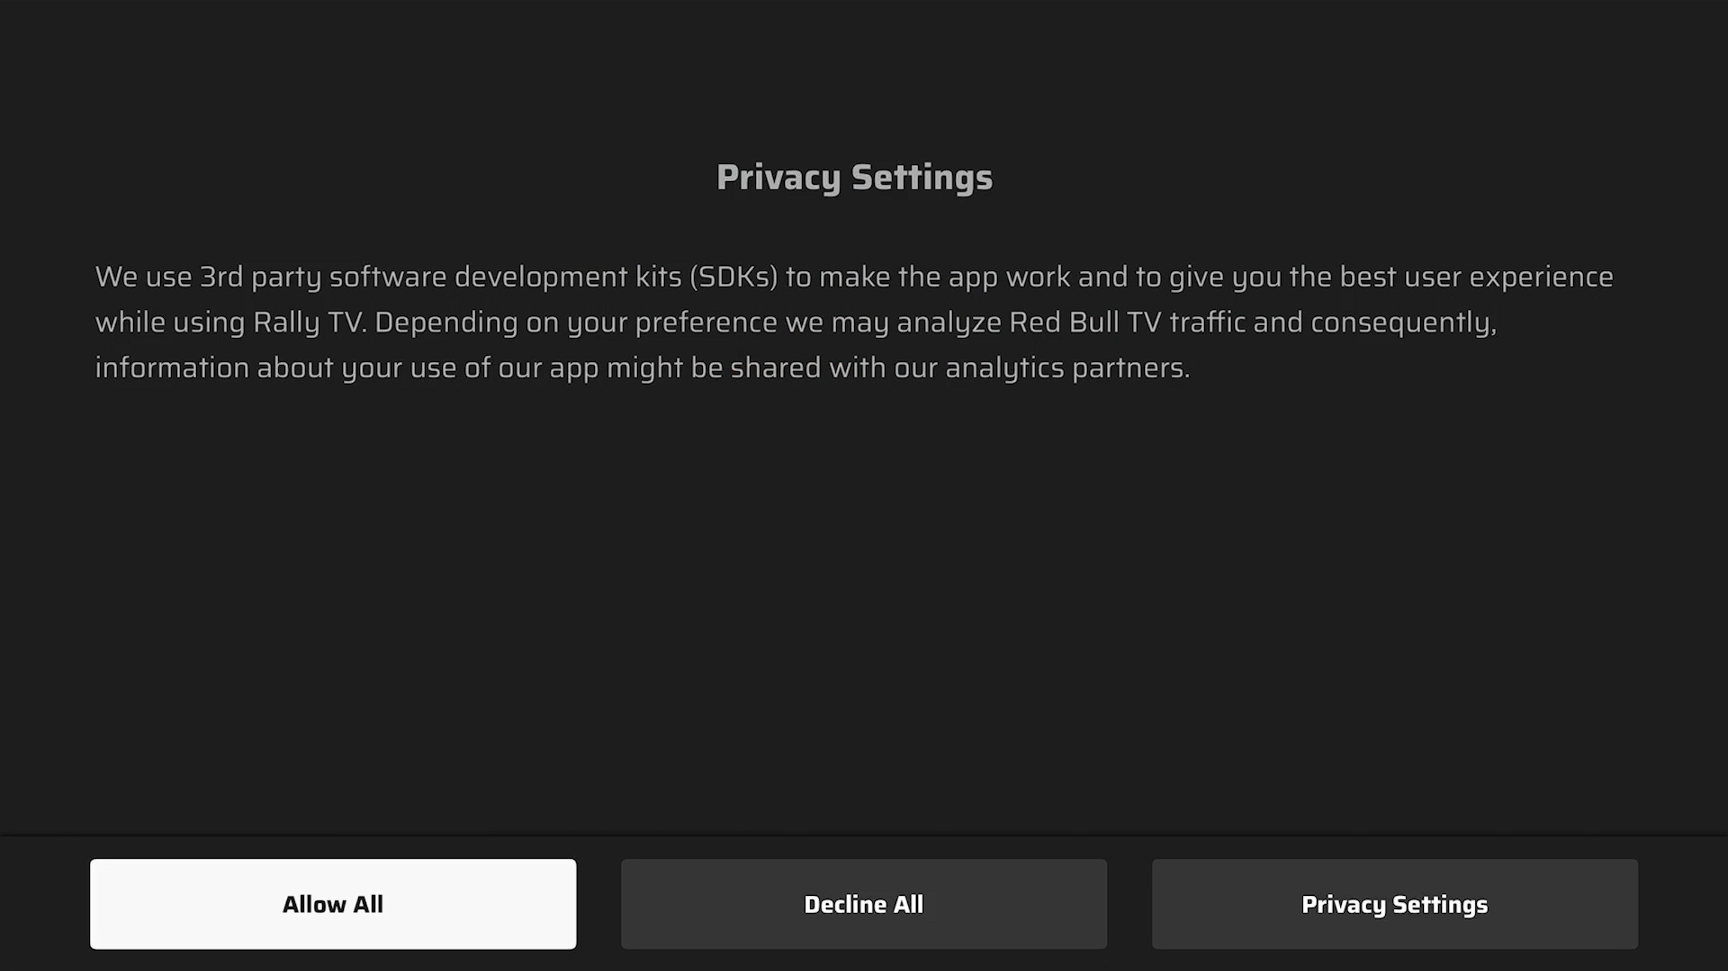 Privacy Settings
We use 3rd party software development kits (SDKs) to make the app work and to give you the best user experience
while using Rally TV. Depending on your preference we may analyze Red Bull TV traffic and consequently,
information about your use of our app might be shared with our analytics partners.
Allow All
Decline All
Privacy Settings